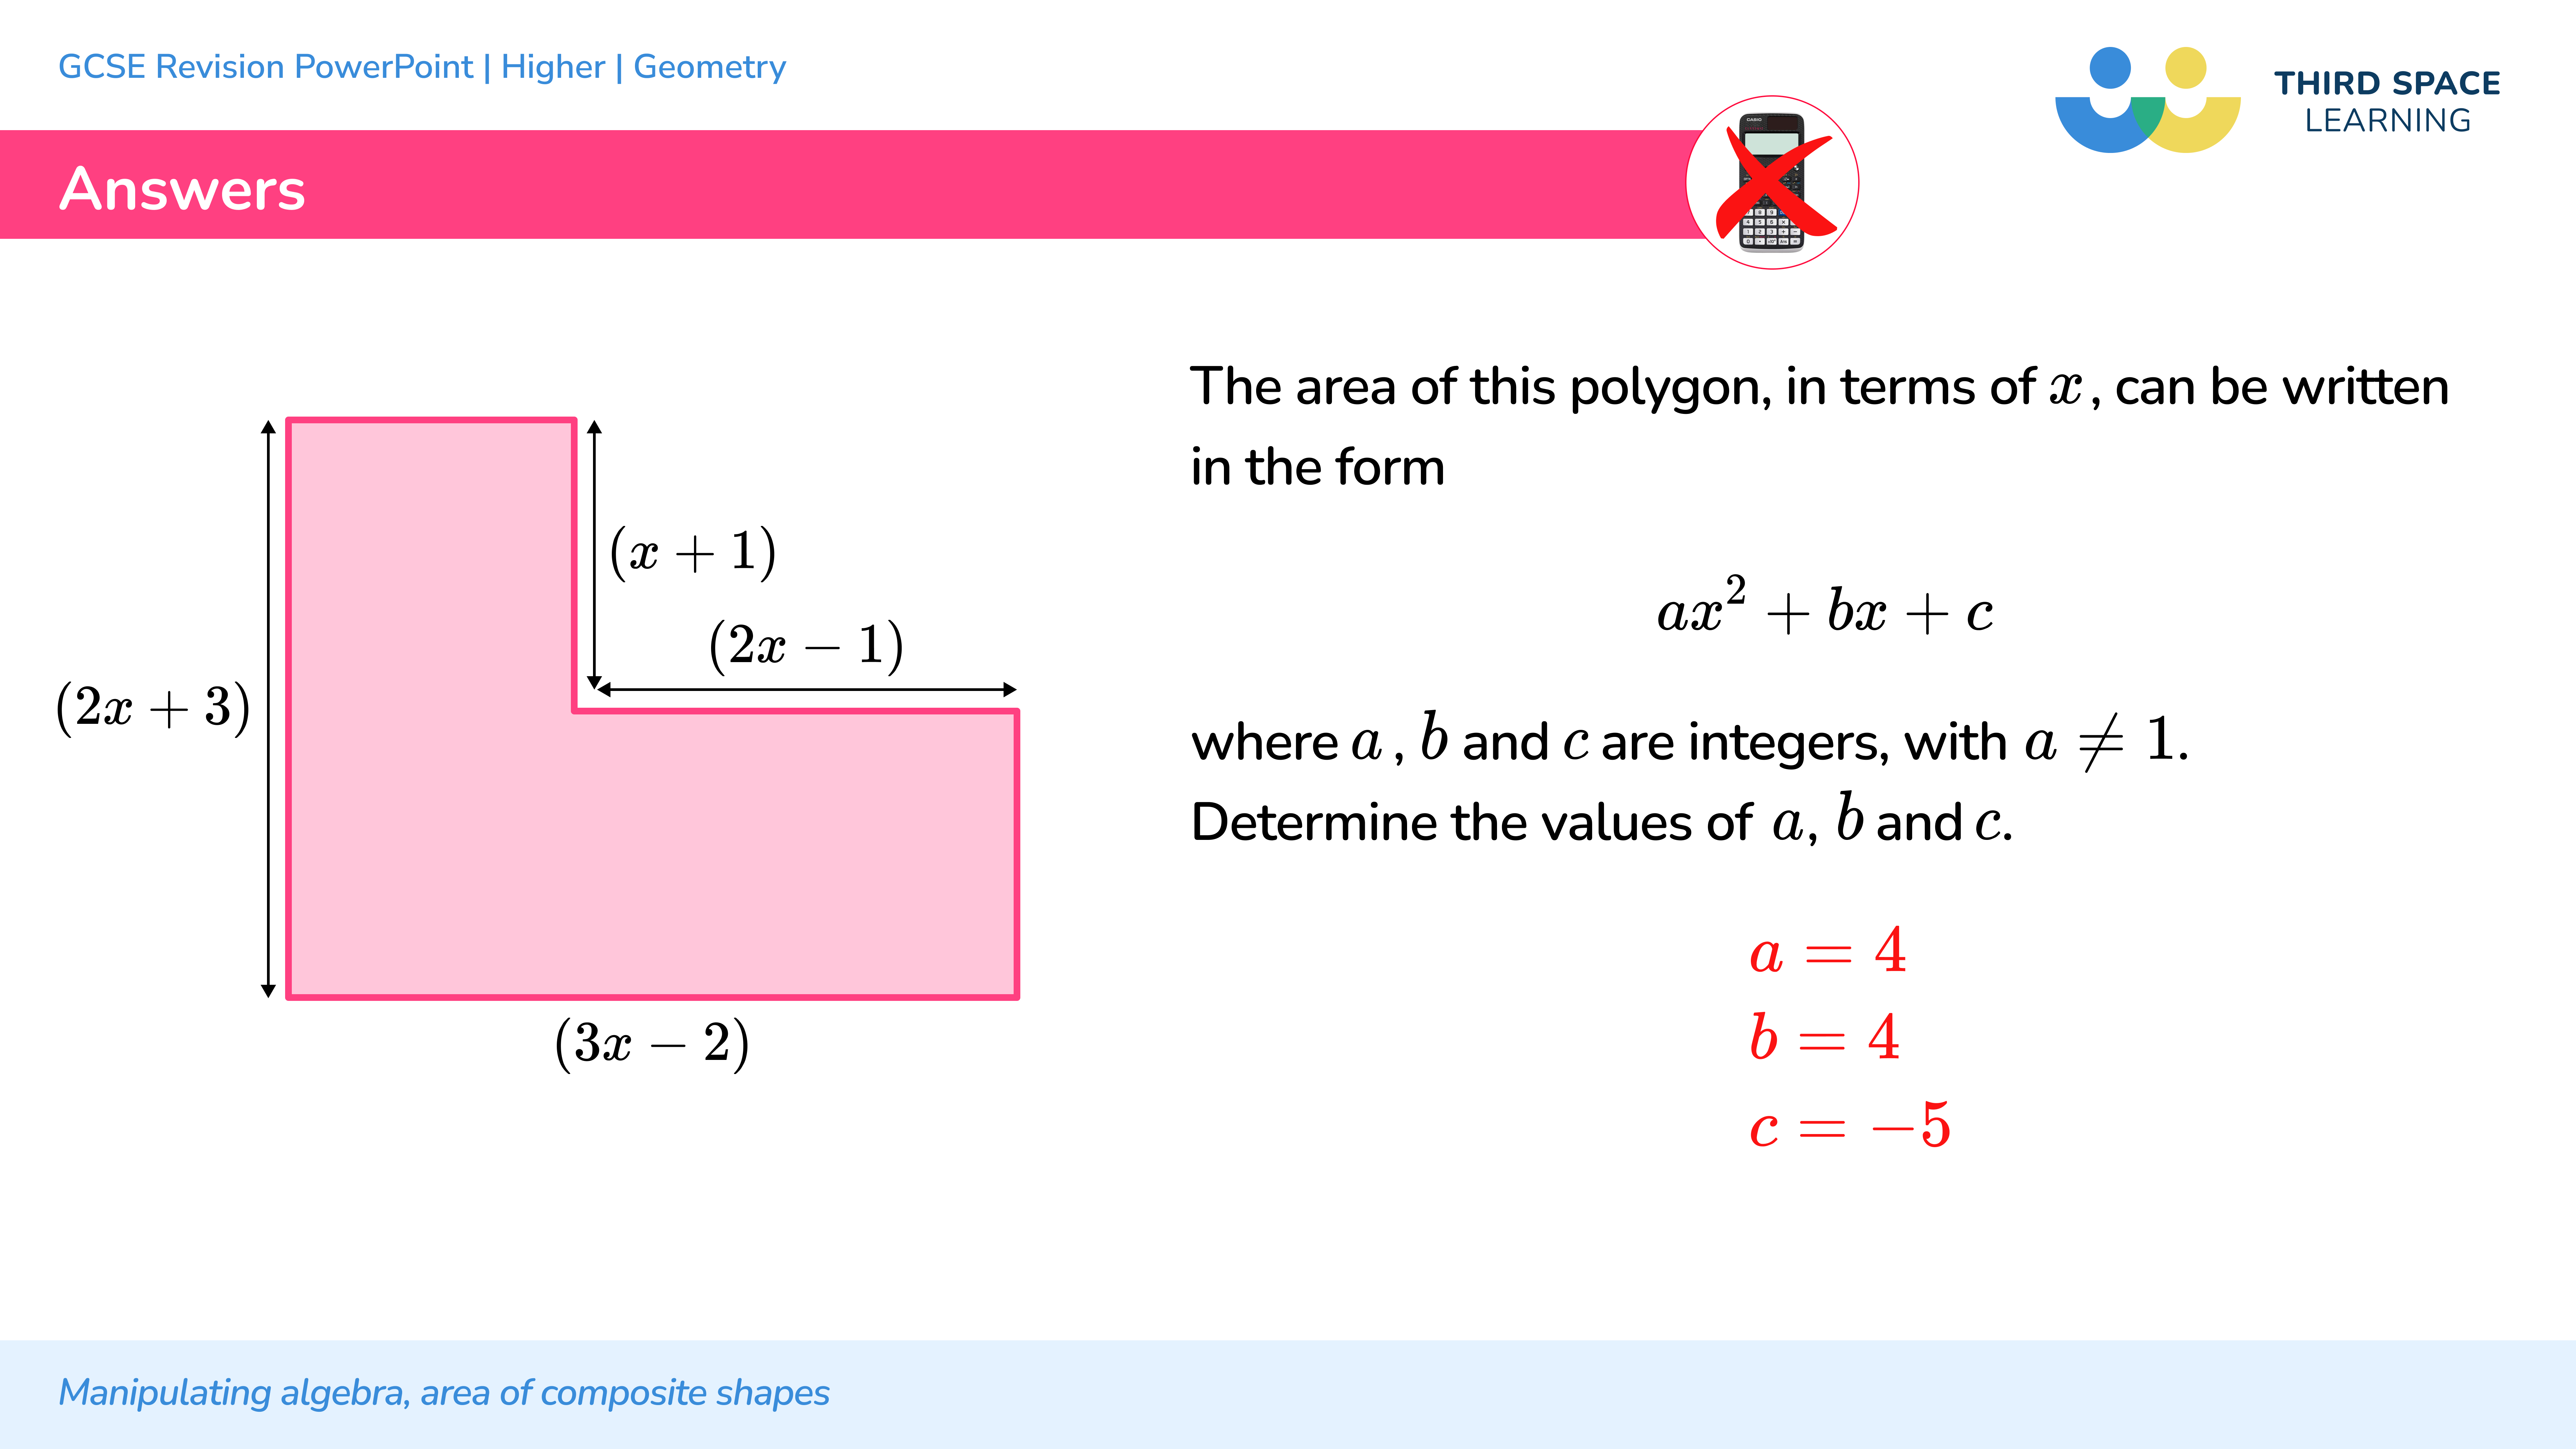 GCSE Revision PowerPoint | Higher | Geometry
THIRD SPACE
LEARNING
Answers
CASIO
The area of this polygon, in terms of x, can be written
in the form
(x + 1)
ax² + bx + c
(2x − 1)
(2x + 3)
where a, b and c are integers, with a ≠ 1.
Determine the values of a, b and c.
a = 4
b = 4
(3x − 2)
c = −5
Manipulating algebra, area of composite shapes